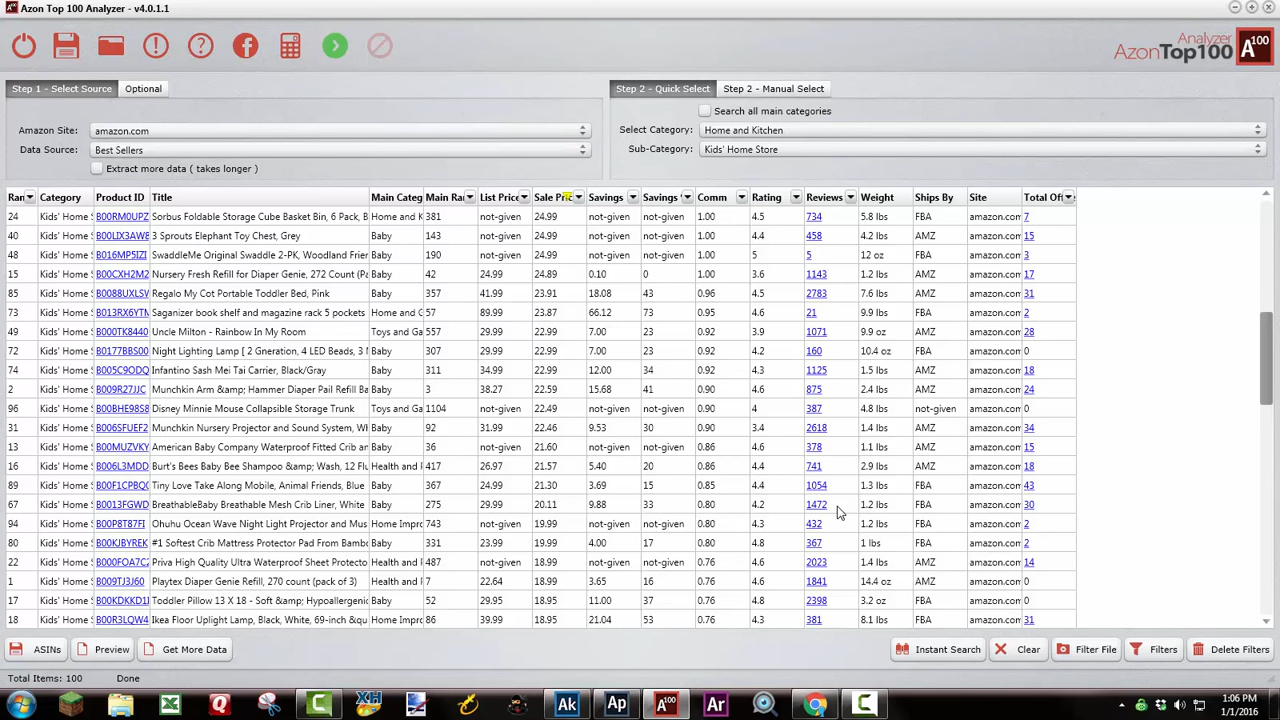 Azon Top 100 Analyzer - v4.0.1.1
Analyzer
AzonTop100
A100
Step 1 - Select Source Optional
Amazon Site: amazon.com
Data Source: Best Sellers
Extract more data ( takes longer )
Step 2 - Quick Select Step 2 - Manual Select
Search all main categories
Select Category: Home and Kitchen
Sub-Category: Kids' Home Store
Ran Category Product ID Title Main Categ Main Ra List Price Sale Pric Savings Savings Comm Rating Reviews Weight Ships By Site Total Off
24 Kids' Home S B00RM0UPZ Sorbus Foldable Storage Cube Basket Bin, 6 Pack, B Home and K 381 not-given 24.99 not-given not-given 1.00 4.5 734 5.8 lbs FBA amazon.com 7
40 Kids' Home S B00LIX3AW8 3 Sprouts Elephant Toy Chest, Grey Baby 143 not-given 24.99 not-given not-given 1.00 4.4 458 4.2 lbs AMZ amazon.com 15
48 Kids' Home S B016MP5IZI SwaddleMe Original Swaddle 2-PK, Woodland Frien Baby 190 not-given 24.99 not-given not-given 1.00 5 5 12 oz FBA amazon.com 3
15 Kids' Home S B00CXH2M2 Nursery Fresh Refill for Diaper Genie, 272 Count (Pa Baby 42 24.99 24.89 0.10 0 1.00 3.6 1143 1.2 lbs AMZ amazon.com 17
85 Kids' Home S B0088UXLSW Regalo My Cot Portable Toddler Bed, Pink Baby 357 41.99 23.91 18.08 43 0.96 4.5 2783 7.6 lbs AMZ amazon.com 31
73 Kids' Home S B013RX6YTM Saganizer book shelf and magazine rack 5 pockets Home and C 57 89.99 23.87 66.12 73 0.95 4.6 21 9.9 lbs FBA amazon.com 2
49 Kids' Home S B000TK8440 Uncle Milton - Rainbow In My Room Toys and Ga 571 29.99 22.99 7.00 23 0.92 3.9 1071 9.9 oz FBA amazon.com 28
72 Kids' Home S B0177BBS00 Night Lighting Lamp [ 2 Gneration, 4 LED Beads, 3 M Baby 307 29.99 22.99 7.00 23 0.92 4.2 160 10.4 oz FBA amazon.com 0
74 Kids' Home S B005C9ODQ Infantino Sash Mei Tai Carrier, Black/Gray Baby 311 34.99 22.99 12.00 34 0.92 4.4 1125 1.5 lbs AMZ amazon.com 18
2 Kids' Home S B009R27JJC Munchkin Arm &amp; Hammer Diaper Pail Refill Ba Baby 3 38.27 22.59 15.68 41 0.90 4.6 875 2.4 lbs AMZ amazon.com 24
96 Kids' Home S B00BHE98S8 Disney Minnie Mouse Collapsible Storage Trunk Toys and Ga 1104 not-given 22.49 not-given not-given 0.90 4 387 4.8 lbs not-given amazon.com 0
31 Kids' Home S B006SFUEF2 Munchkin Nursery Projector and Sound System, Wh Baby 92 31.99 22.46 9.53 30 0.90 3.4 2618 1.4 lbs AMZ amazon.com 34
13 Kids' Home S B00MUZVKY American Baby Company Waterproof Fitted Crib an Baby 36 not-given 21.60 not-given not-given 0.86 4.6 378 1.1 lbs AMZ amazon.com 15
16 Kids' Home S B006L3MDD Burt's Bees Baby Bee Shampoo &amp; Wash, 12 Flu Health and P 417 26.97 21.57 5.40 20 0.86 4.4 741 2.9 lbs AMZ amazon.com 18
89 Kids' Home S B00F1CPBQC Tiny Love Take Along Mobile, Animal Friends, Blue Baby 367 24.99 21.30 3.69 15 0.85 4.4 1054 1.3 lbs AMZ amazon.com 43
67 Kids' Home S B0013FGWD BreathableBaby Breathable Mesh Crib Liner, White Baby 275 29.99 20.11 9.88 33 0.80 4.2 1472 1.2 lbs FBA amazon.com 30
94 Kids' Home S B00P8T87FI Ohuhu Ocean Wave Night Light Projector and Mus Home Impro 743 not-given 19.99 not-given not-given 0.80 4.3 432 1.2 lbs FBA amazon.com 2
80 Kids' Home S B00KJBYREK #1 Softest Crib Mattress Protector Pad From Bamb Baby 331 23.99 19.99 4.00 17 0.80 4.3 367 1 lbs FBA amazon.com 2
22 Kids' Home S B000FOA7C2 Priva High Quality Ultra Waterproof Sheet Protecto Health and P 487 not-given 18.99 not-given not-given 0.76 4.6 2023 1.4 lbs FBA amazon.com 14
1 Kids' Home S B009TJ3J60 Playtex Diaper Genie Refill, 270 count (pack of 3) Baby 7 22.64 18.99 3.65 16 0.76 4.6 1841 14.4 oz FBA amazon.com 0
17 Kids' Home S B00KDKKD1 Toddler Pillow 13 X 18 - Soft &amp; Hypoallergenic Baby 52 29.95 18.95 11.00 37 0.76 4.8 2398 3.2 oz FBA amazon.com 0
18 Kids' Home S B00R3LQW4 Ikea Floor Uplight Lamp, Black, White, 69-inch &qu Baby 86 39.99 18.95 21.04 53 0.76 4.3 381 8.1 lbs FBA amazon.com 31
ASINs Preview Get More Data Instant Search Clear Filter File Filters Delete Filters
Total Items: 100 Done
Ak Ap A100 Ar
1:06 PM
1/1/2016